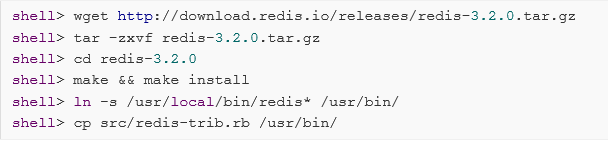 shell> wget http://download.redis.io/releases/redis-3.2.0.tar.gz
shell> tar -zxvf redis-3.2.0.tar.gz
shell> cd redis-3.2.0
shell> make && make install
shell> ln -s /usr/local/bin/redis* /usr/bin/
shell> cp src/redis-trib.rb /usr/bin/